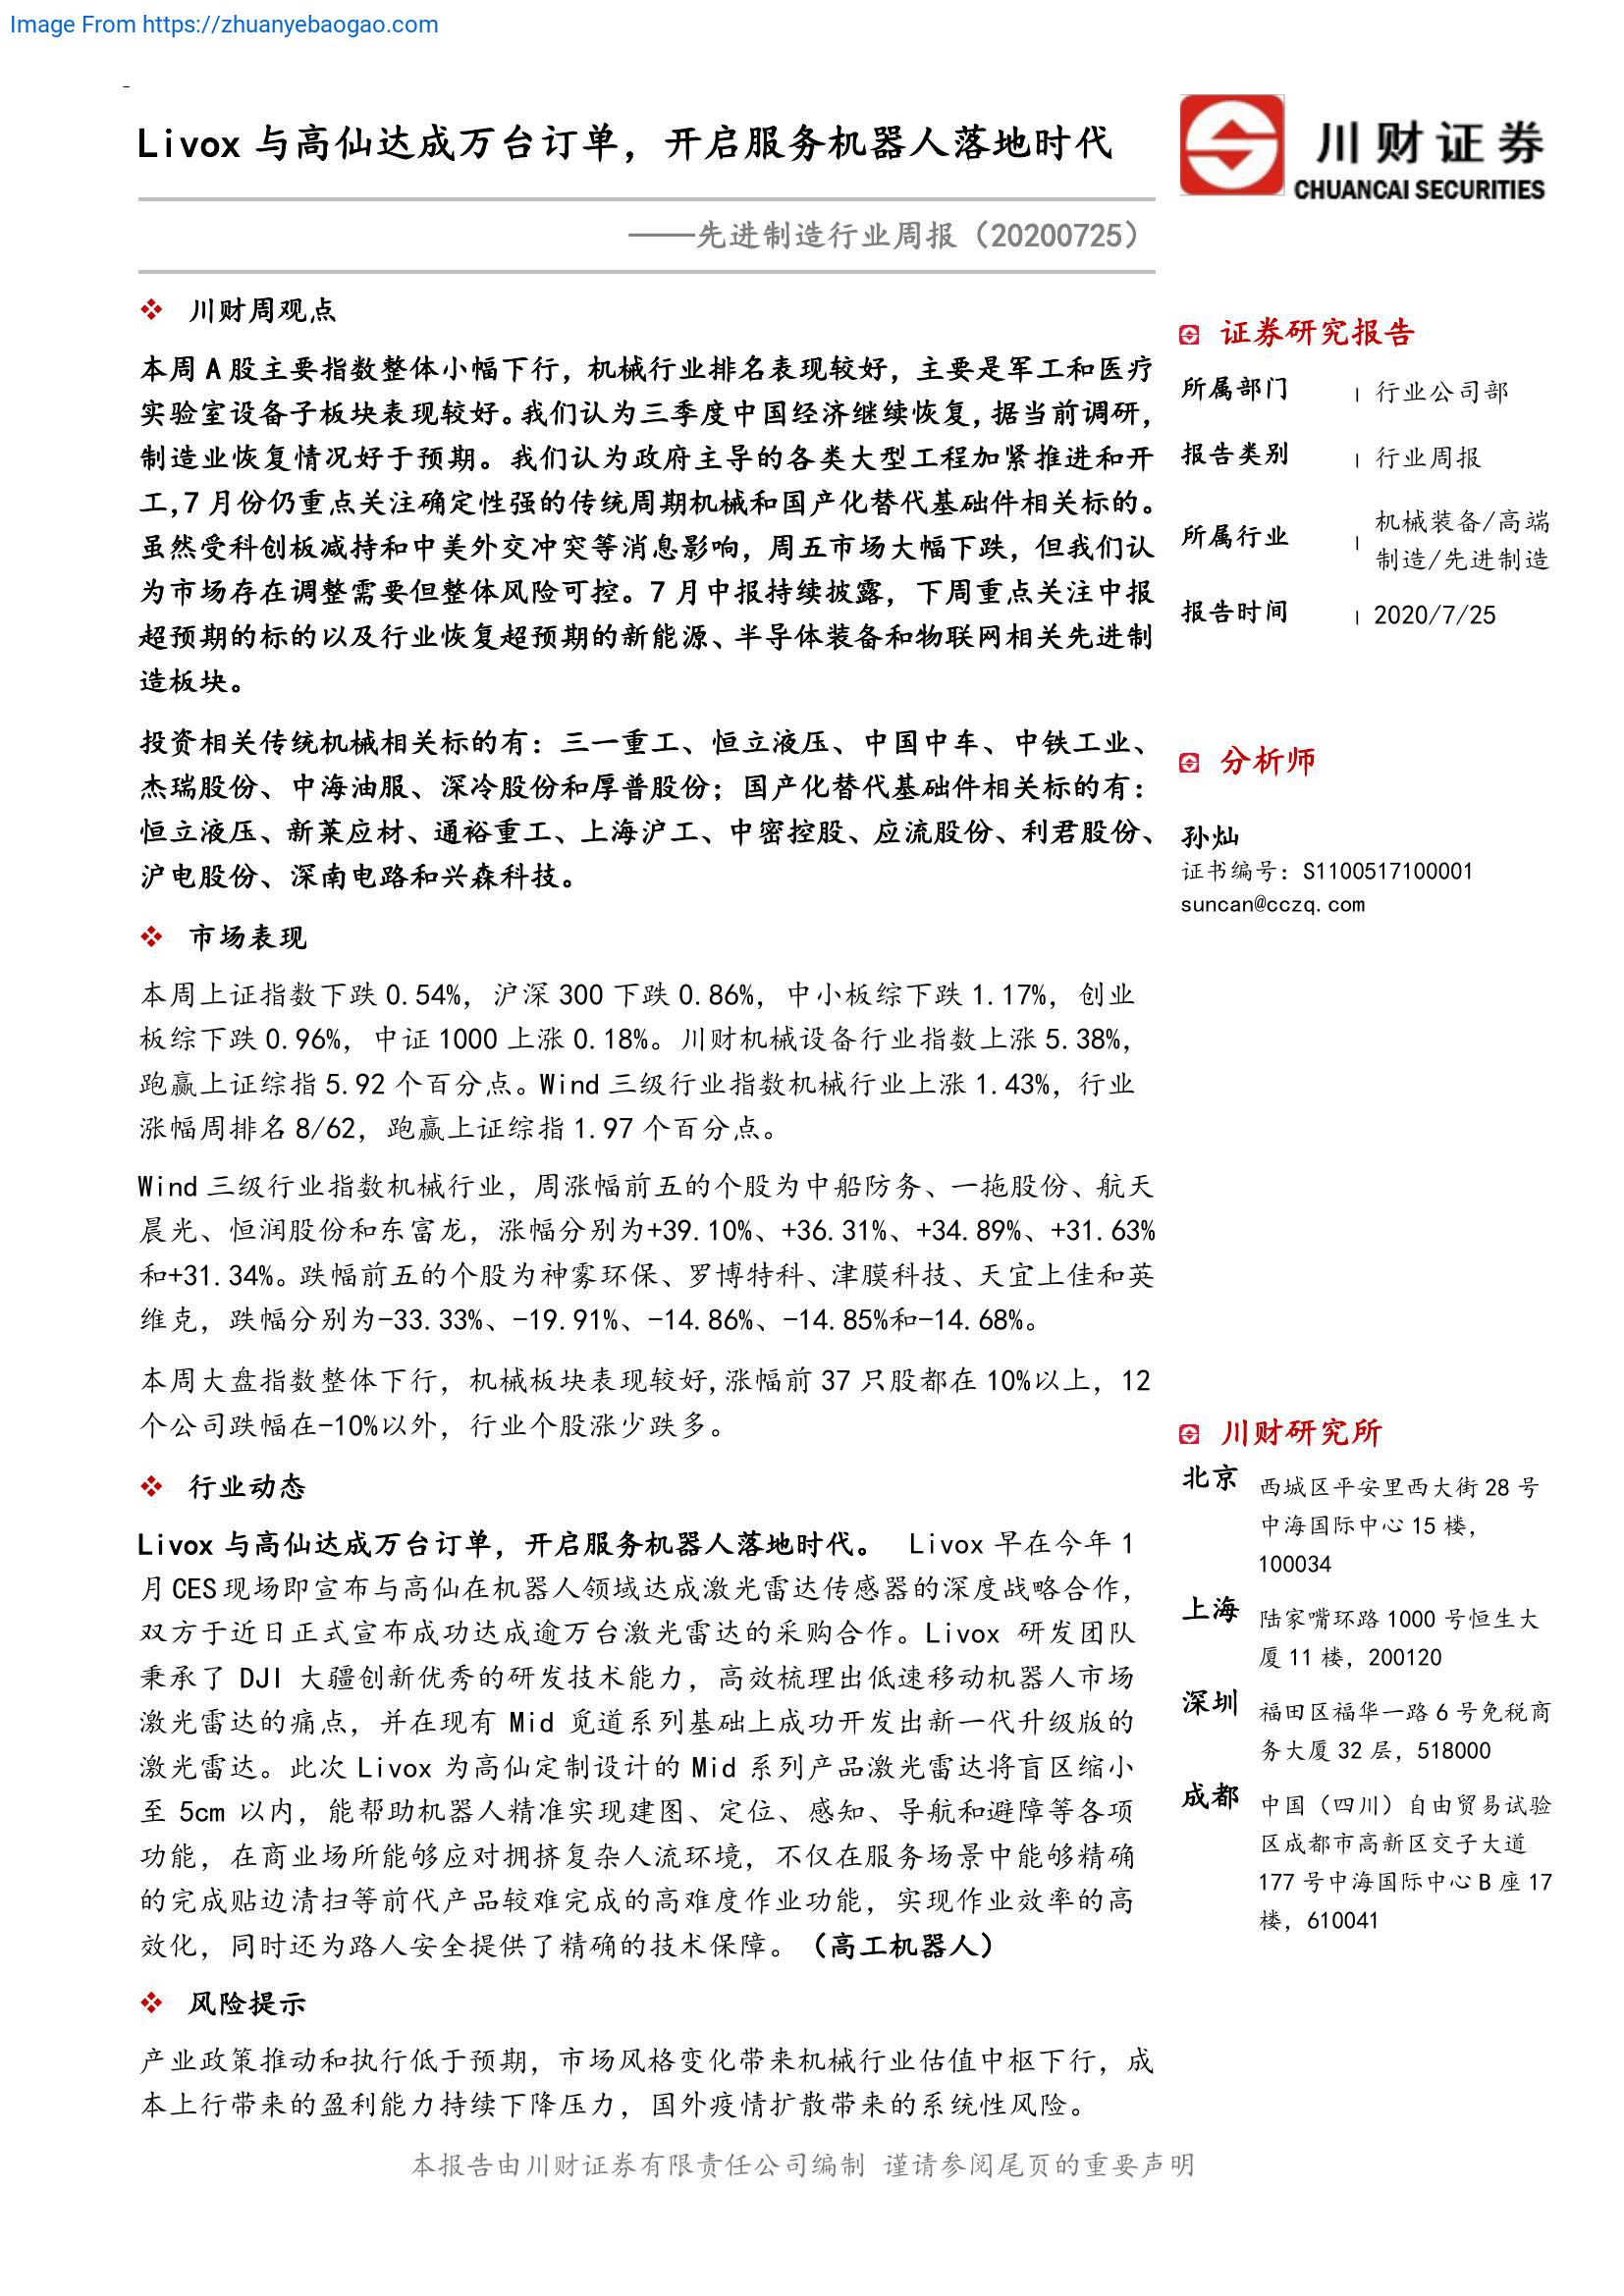 Image From https://zhuanyebaogao.com
Livox 与高仙达成万台订单，开启服务机器人落地时代
——先进制造行业周报（20200725）
川财证券
CHUANCAI SECURITIES
川财周观点
本周 A 股主要指数整体小幅下行，机械行业排名表现较好，主要是军工和医疗
实验室设备子板块表现较好。我们认为三季度中国经济继续恢复，据当前调研，
制造业恢复情况好于预期。我们认为政府主导的各类大型工程加紧推进和开
工,7 月份仍重点关注确定性强的传统周期机械和国产化替代基础件相关标的。
虽然受科创板减持和中美外交冲突等消息影响，周五市场大幅下跌，但我们认
为市场存在调整需要但整体风险可控。7 月中报持续披露，下周重点关注中报
超预期的标的以及行业恢复超预期的新能源、半导体装备和物联网相关先进制
造板块。
投资相关传统机械相关标的有：三一重工、恒立液压、中国中车、中铁工业、
杰瑞股份、中海油服、深冷股份和厚普股份；国产化替代基础件相关标的有：
恒立液压、新莱应材、通裕重工、上海沪工、中密控股、应流股份、利君股份、
沪电股份、深南电路和兴森科技。
市场表现
本周上证指数下跌 0.54%，沪深 300 下跌 0.86%，中小板综下跌 1.17%，创业
板综下跌 0.96%，中证 1000 上涨 0.18%。川财机械设备行业指数上涨 5.38%，
跑赢上证综指 5.92 个百分点。Wind 三级行业指数机械行业上涨 1.43%，行业
涨幅周排名 8/62，跑赢上证综指 1.97 个百分点。
Wind 三级行业指数机械行业，周涨幅前五的个股为中船防务、一拖股份、航天
晨光、恒润股份和东富龙，涨幅分别为+39.10%、+36.31%、+34.89%、+31.63%
和+31.34%。跌幅前五的个股为神雾环保、罗博特科、津膜科技、天宜上佳和英
维克，跌幅分别为-33.33%、-19.91%、-14.86%、-14.85%和-14.68%。
本周大盘指数整体下行，机械板块表现较好,涨幅前 37 只股都在 10%以上，12
个公司跌幅在-10%以外，行业个股涨少跌多。
行业动态
Livox 与高仙达成万台订单，开启服务机器人落地时代。 Livox 早在今年 1
月 CES 现场即宣布与高仙在机器人领域达成激光雷达传感器的深度战略合作，
双方于近日正式宣布成功达成逾万台激光雷达的采购合作。Livox 研发团队
秉承了 DJI 大疆创新优秀的研发技术能力，高效梳理出低速移动机器人市场
激光雷达的痛点，并在现有 Mid 觅道系列基础上成功开发出新一代升级版的
激光雷达。此次 Livox 为高仙定制设计的 Mid 系列产品激光雷达将盲区缩小
至 5cm 以内，能帮助机器人精准实现建图、定位、感知、导航和避障等各项
功能，在商业场所能够应对拥挤复杂人流环境，不仅在服务场景中能够精确
的完成贴边清扫等前代产品较难完成的高难度作业功能，实现作业效率的高
效化，同时还为路人安全提供了精确的技术保障。（高工机器人）
风险提示
产业政策推动和执行低于预期，市场风格变化带来机械行业估值中枢下行，成
本上行带来的盈利能力持续下降压力，国外疫情扩散带来的系统性风险。
证券研究报告
所属部门 | 行业公司部
报告类别 | 行业周报
所属行业 | 机械装备/高端
制造/先进制造
报告时间 | 2020/7/25
分析师
孙灿
证书编号：S1100517100001
suncan@cczq.com
川财研究所
北京 西城区平安里西大街 28 号
中海国际中心 15 楼，
100034
上海 陆家嘴环路 1000 号恒生大
厦 11 楼，200120
深圳 福田区福华一路 6 号免税商
务大厦 32 层，518000
成都 中国（四川）自由贸易试验
区成都市高新区交子大道
177 号中海国际中心 B 座 17
楼，610041
本报告由川财证券有限责任公司编制 谨请参阅尾页的重要声明